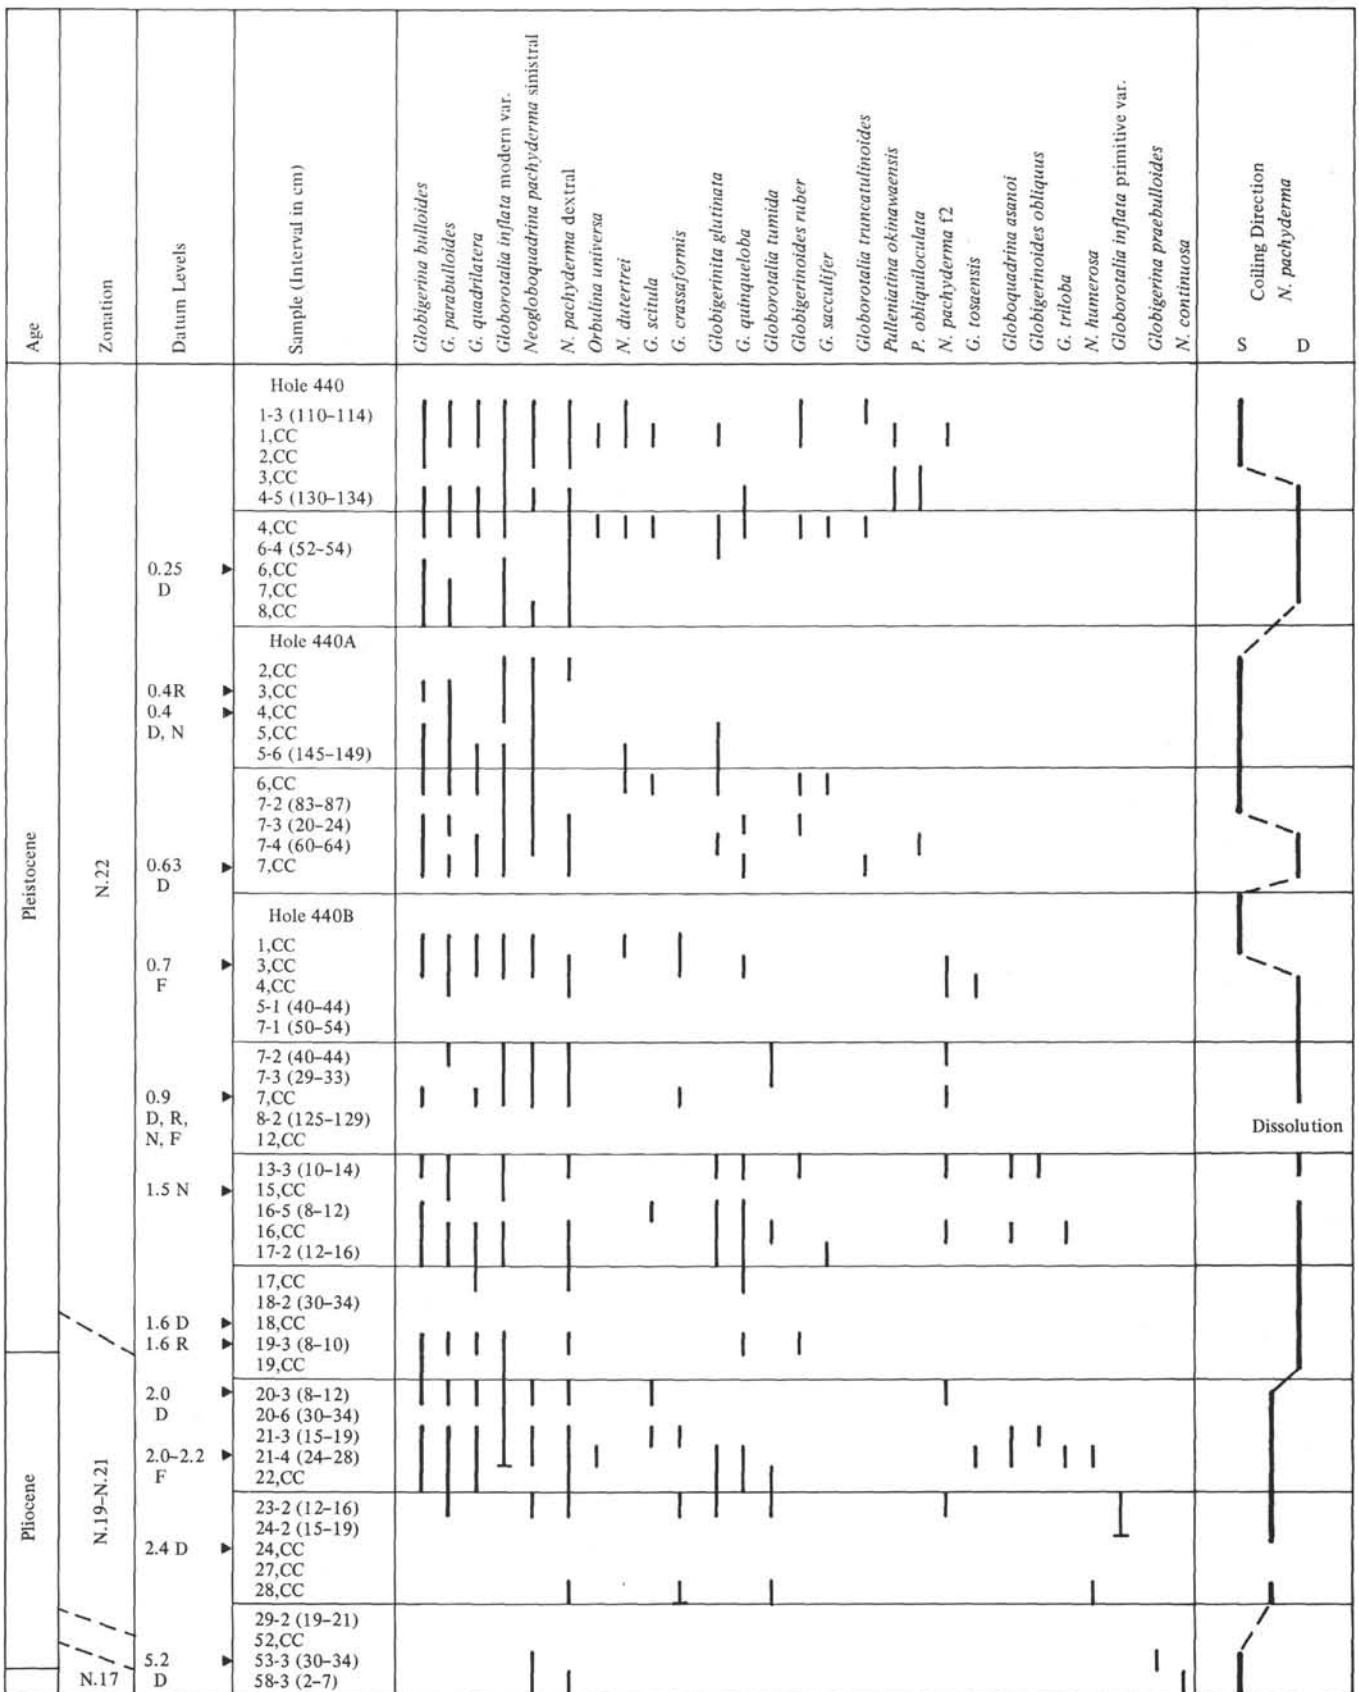 Age
Zonation
Datum Levels
Sample (Interval in cm)
Globigerina bulloides
G. parabulloides
G. quadrilatera
Globorotalia inflata modern var.
Neogloboquadrina pachyderma sinistral
N. pachyderma dextral
Orbulina universa
N. dutertrei
G. scitula
G. crassaformis
Globigerinita glutinata
G. quinqueloba
Globorotalia tumida
Globigerinoides ruber
G. sacculifer
Globorotalia truncatulinoides
Pulleniatina okinawaensis
P. obliquiloculata
N. pachyderma f2
G. tosaensis
Globoquadrina asanoi
Globigerinoides obliquus
G. triloba
N. humerosa
Globorotalia inflata primitive var.
Globigerina praebulloides
N. continuosa
Coiling Direction
N. pachyderma
S D
Hole 440
1-3 (110–114)
1,CC
2,CC
3,CC
4-5 (130–134)
4,CC
6-4 (52–54)
0.25 6,CC
D 7,CC
8,CC
Hole 440A
2,CC
0.4R 3,CC
0.4 4,CC
D, N 5,CC
5-6 (145–149)
6,CC
7-2 (83–87)
7-3 (20–24)
7-4 (60–64)
0.63 7,CC
D
Pleistocene
N.22
Hole 440B
1,CC
0.7 3,CC
F 4,CC
5-1 (40–44)
7-1 (50–54)
7-2 (40–44)
7-3 (29–33)
0.9 7,CC
D, R, 8-2 (125–129) Dissolution
N, F 12,CC
13-3 (10–14)
1.5 N 15,CC
16-5 (8–12)
16,CC
17-2 (12–16)
17,CC
18-2 (30–34)
1.6 D 18,CC
1.6 R 19-3 (8–10)
19,CC
2.0 20-3 (8–12)
D 20-6 (30–34)
21-3 (15–19)
2.0–2.2 21-4 (24–28)
F 22,CC
Pliocene
N.19–N.21
23-2 (12–16)
24-2 (15–19)
2.4 D 24,CC
27,CC
28,CC
29-2 (19–21)
52,CC
5.2 53-3 (30–34)
N.17 D 58-3 (2–7)